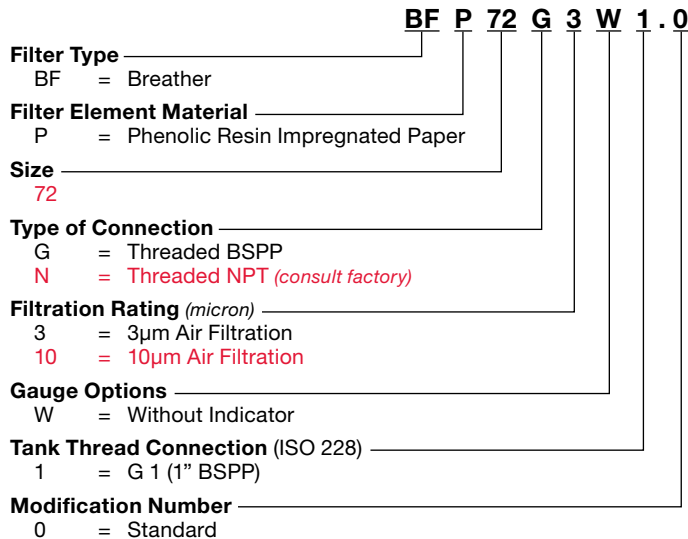 BF P 72 G 3 W 1 . 0
Filter Type
BF = Breather
Filter Element Material
P = Phenolic Resin Impregnated Paper
Size
72
Type of Connection
G = Threaded BSPP
N = Threaded NPT (consult factory)
Filtration Rating (micron)
3 = 3µm Air Filtration
10 = 10µm Air Filtration
Gauge Options
W = Without Indicator
Tank Thread Connection (ISO 228)
1 = G 1 (1” BSPP)
Modification Number
0 = Standard